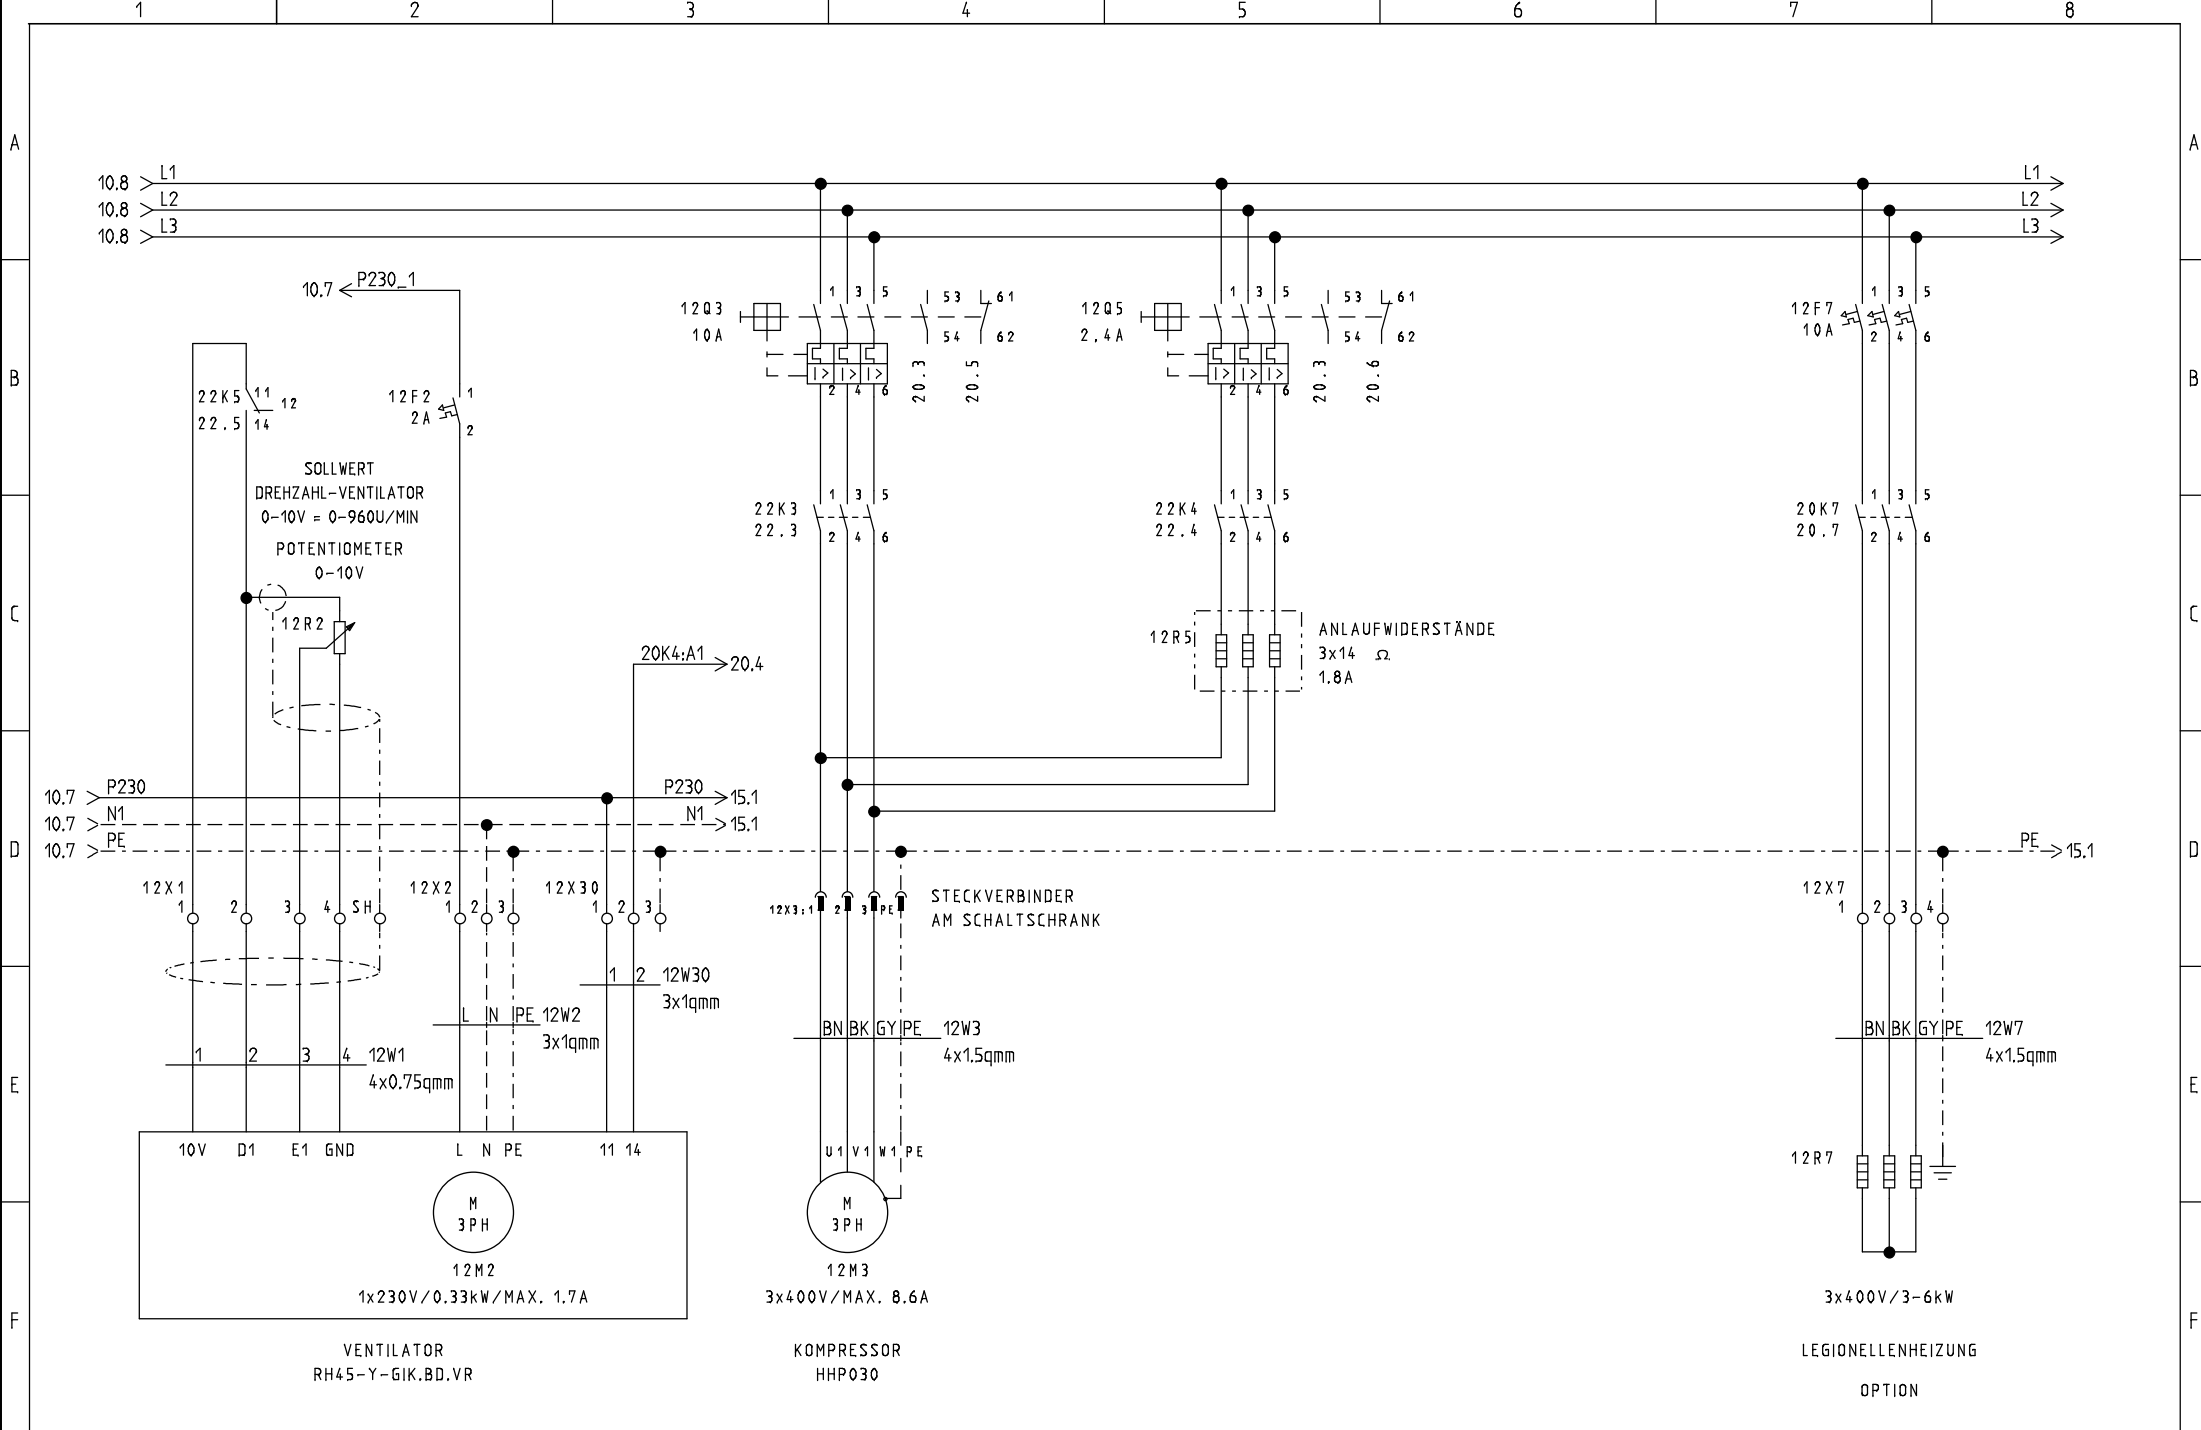 1 2 3 4 5 6 7 8
A A
10.8 L1 L1
10.8 L2 L2
10.8 L3 L3
10.7 P230_1
1 3 5 53 61
12Q3
10A 54 62
2 4 6 20.3 20.5
1 3 5 53 61
12Q5
2,4A 54 62
2 4 6 20.3 20.6
1 3 5
12F7
10A 2 4 6
B B
22K5 11 12
22.5 14
12F2 1
2A 2
SOLLWERT
DREHZAHL-VENTILATOR
0-10V = 0-960U/MIN
POTENTIOMETER
0-10V
1 3 5
22K3
22.3 2 4 6
1 3 5
22K4
22.4 2 4 6
1 3 5
20K7
20.7 2 4 6
C C
12R2
20K4:A1 20.4
12R5 ANLAUFWIDERSTÄNDE
3x14 Ω
1.8A
10.7 P230 P230 15.1
10.7 N1 N1 15.1
10.7 PE PE 15.1
D D
12X1 1 2 3 4 SH
12X2 1 2 3
12X30 1 2 3
12X3:1 2 3 PE
STECKVERBINDER
AM SCHALTSCHRANK
12X7
1 2 3 4
1 2 12W30
3x1qmm
L N PE 12W2
3x1qmm
1 2 3 4 12W1
4x0.75qmm
BN BK GY PE 12W3
4x1.5qmm
BN BK GY PE 12W7
4x1.5qmm
E E
10V D1 E1 GND L N PE 11 14
U1 V1 W1 PE
12R7
M
3PH
12M2
1x230V/0.33kW/MAX. 1.7A
M
3PH
12M3
3x400V/MAX. 8.6A
3x400V/3-6kW
F F
VENTILATOR
RH45-Y-GIK.BD.VR
KOMPRESSOR
HHP030
LEGIONELLENHEIZUNG
OPTION